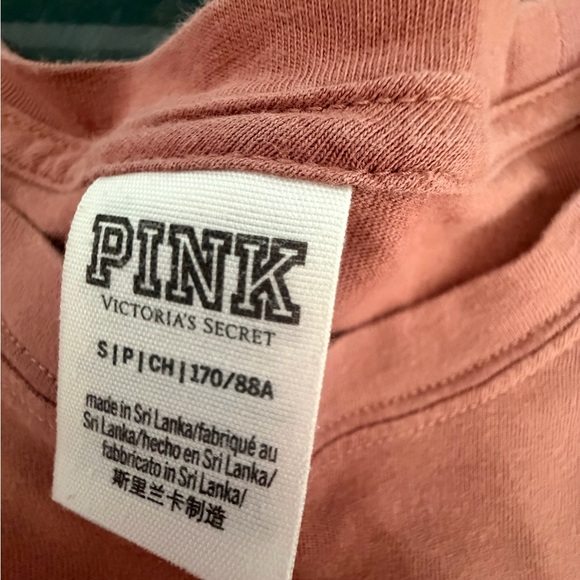 PINK
VICTORIA'S SECRET
S|P|CH|170/88A
made in Sri Lanka/fabriqué au
Sri Lanka/hecho en Sri Lanka/
fabbricato in Sri Lanka/
斯里兰卡制造